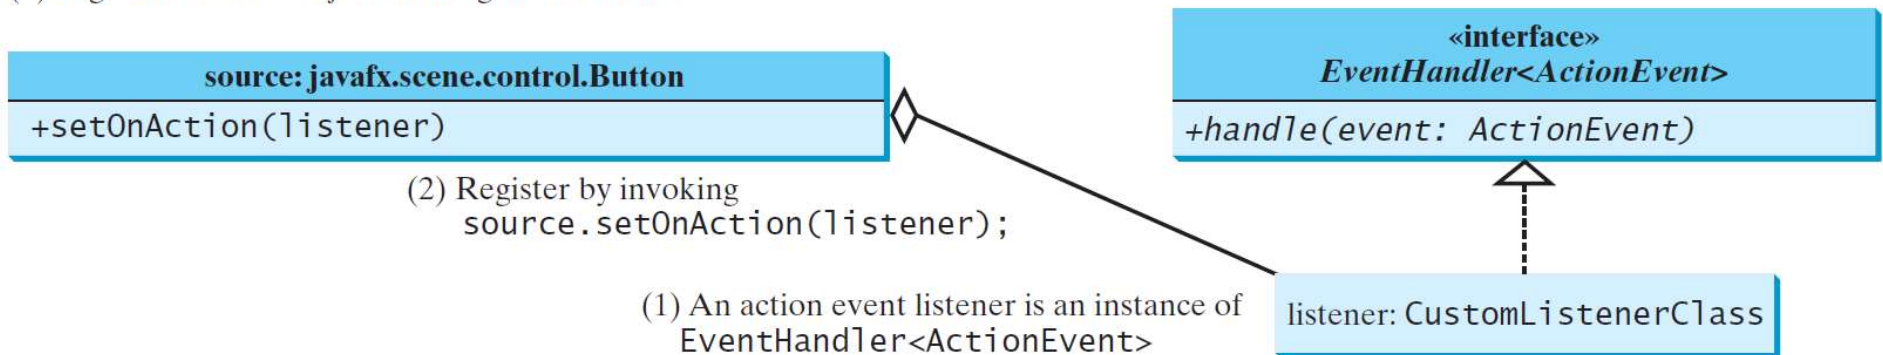 «interface»
EventHandler<ActionEvent>
source: javafx.scene.control.Button
+setOnAction(listener)
+handle(event: ActionEvent)
(2) Register by invoking
source.setOnAction(listener);
(1) An action event listener is an instance of
EventHandler<ActionEvent>
listener: CustomListenerClass